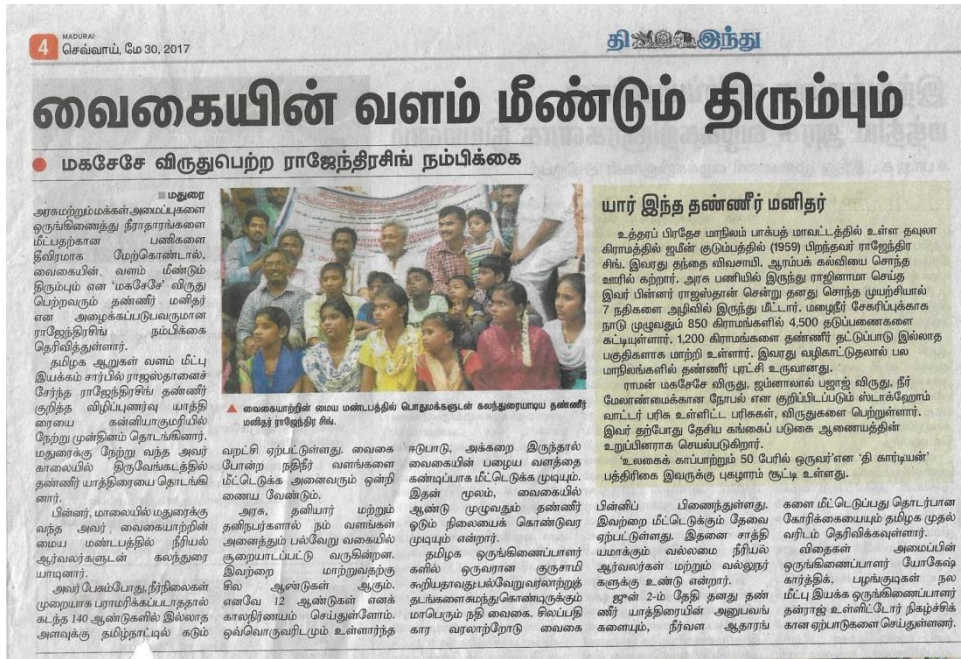 4
MADURAI
செவ்வாய், மே 30, 2017
தி இந்து
வைகையின் வளம் மீண்டும் திரும்பும்
● மகசேசே விருதுபெற்ற ராஜேந்திரசிங் நம்பிக்கை
■ மதுரை
அரசுமற்றும்மக்கள் அமைப்புகளை
ஒருங்கிணைத்து நீராதாரங்களை
மீட்பதற்கான பணிகளை
தீவிரமாக மேற்கொண்டால்,
வைகையின் வளம் மீண்டும்
திரும்பும் என 'மகசேசே' விருது
பெற்றவரும் தண்ணீர் மனிதர்
என அழைக்கப்படுபவருமான
ராஜேந்திரசிங் நம்பிக்கை
தெரிவித்துள்ளார்.
தமிழக ஆறுகள் வளம் மீட்பு
இயக்கம் சார்பில் ராஜஸ்தானைச்
சேர்ந்த ராஜேந்திரசிங் தண்ணீர்
குறித்த விழிப்புணர்வு யாத்தி
ரையை கன்னியாகுமரியில்
நேற்று முன்தினம் தொடங்கினார்.
மதுரைக்கு நேற்று வந்த அவர்
காலையில் திருவேங்கடத்தில்
தண்ணீர் யாத்திரையை தொடங்கி
னார்.
பின்னர், மாலையில் மதுரைக்கு
வந்த அவர் வைகையாற்றின்
மைய மண்டபத்தில் நீரியல்
ஆர்வலர்களுடன் கலந்துரை
யாடினார்.
அவர் பேசும்போது, நீர்நிலைகள்
முறையாக பராமரிக்கப்படாததால்
கடந்த 140 ஆண்டுகளில் இல்லாத
அளவுக்கு தமிழ்நாட்டில் கடும்
▲ வைகையாற்றின் மைய மண்டபத்தில் பொதுமக்களுடன் கலந்துரையாடிய தண்ணீர்
மனிதர் ராஜேந்திர சிங்.
வறட்சி ஏற்பட்டுள்ளது. வைகை
போன்ற நதிநீர் வளங்களை
மீட்டெடுக்க அனைவரும் ஒன்றி
ணைய வேண்டும்.
அரசு, தனியார் மற்றும்
தனிநபர்களால் நம் வளங்கள்
அனைத்தும் பல்வேறு வகையில்
சூறையாடப்பட்டு வருகின்றன.
இவற்றை மாற்றுவதற்கு
சில ஆண்டுகள் ஆகும்.
எனவே 12 ஆண்டுகள் எனக்
காலநிர்ணயம் செய்துள்ளோம்.
ஒவ்வொருவரிடமும் உள்ளார்ந்த
ஈடுபாடு, அக்கறை இருந்தால்
வைகையின் பழைய வளத்தை
கண்டிப்பாக மீட்டெடுக்க முடியும்.
இதன் மூலம், வைகையில்
ஆண்டு முழுவதும் தண்ணீர்
ஓடும் நிலையைக் கொண்டுவர
முடியும் என்றார்.
தமிழக ஒருங்கிணைப்பாளர்
களில் ஒருவரான குருசாமி
கூறியதாவது:பல்வேறுவரலாற்றுத்
தடங்களைசுமந்துகொண்டிருக்கும்
மாபெரும் நதி வைகை. சிலப்பதி
கார வரலாற்றோடு வைகை
யார் இந்த தண்ணீர் மனிதர்
உத்தரப் பிரதேச மாநிலம் பாக்பத் மாவட்டத்தில் உள்ள தவுலா
கிராமத்தில் ஜமீன் குடும்பத்தில் (1959) பிறந்தவர் ராஜேந்திர
சிங். இவரது தந்தை விவசாயி. ஆரம்பக் கல்வியை சொந்த
ஊரில் கற்றார். அரசு பணியில் இருந்து ராஜினாமா செய்த
இவர் பின்னர் ராஜஸ்தான் சென்று தனது சொந்த முயற்சியால்
7 நதிகளை அழிவில் இருந்து மீட்டார். மழைநீர் சேகரிப்புக்காக
நாடு முழுவதும் 850 கிராமங்களில் 4,500 தடுப்பணைகளை
கட்டியுள்ளார். 1,200 கிராமங்களை தண்ணீர் தட்டுப்பாடு இல்லாத
பகுதிகளாக மாற்றி உள்ளார். இவரது வழிகாட்டுதலால் பல
மாநிலங்களில் தண்ணீர் புரட்சி உருவானது.
ராமன் மகசேசே விருது, ஜம்னாலால் பஜாஜ் விருது, நீர்
மேலாண்மைக்கான நோபல் என குறிப்பிடப்படும் ஸ்டாக்ஹோம்
வாட்டர் பரிசு உள்ளிட்ட பரிசுகள், விருதுகளை பெற்றுள்ளார்.
இவர் தற்போது தேசிய கங்கைப் படுகை ஆணையத்தின்
உறுப்பினராக செயல்படுகிறார்.
'உலகைக் காப்பாற்றும் 50 பேரில் ஒருவர்'என 'தி கார்டியன்'
பத்திரிகை இவருக்கு புகழாரம் சூட்டி உள்ளது.
பின்னிப் பிணைந்துள்ளது.
இவற்றை மீட்டெடுக்கும் தேவை
ஏற்பட்டுள்ளது. இதனை சாத்தி
யமாக்கும் வல்லமை நீரியல்
ஆர்வலர்கள் மற்றும் வல்லுநர்
களுக்கு உண்டு என்றார்.
ஜுன் 2-ம் தேதி தனது தண்
ணீர் யாத்திரையின் அனுபவங்
களையும், நீர்வள ஆதாரங்
களை மீட்டெடுப்பது தொடர்பான
கோரிக்கையையும் தமிழக முதல்
வரிடம் தெரிவிக்கவுள்ளார்.
விதைகள் அமைப்பின்
ஒருங்கிணைப்பாளர் யோகேஷ்
கார்த்திக், பழங்குடிகள் நல
மீட்பு இயக்க ஒருங்கிணைப்பாளர்
தன்ராஜ் உள்ளிட்டோர் நிகழ்ச்சிக்
கான ஏற்பாடுகளை செய்துள்ளனர்.